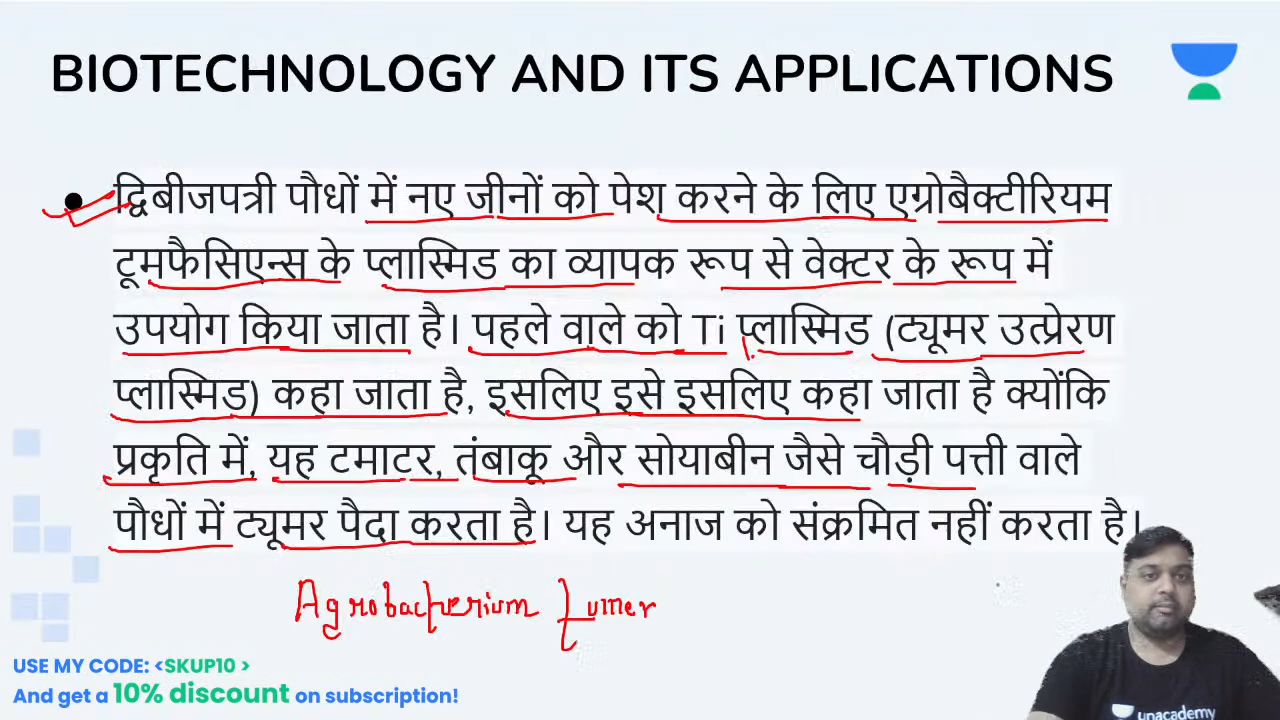 BIOTECHNOLOGY AND ITS APPLICATIONS
द्विबीजपत्री पौधों में नए जीनों को पेश करने के लिए एग्रोबैक्टीरियम
टूमफैसिएन्स के प्लास्मिड का व्यापक रूप से वेक्टर के रूप में
उपयोग किया जाता है। पहले वाले को Ti प्लास्मिड (ट्यूमर उत्प्रेरण
प्लास्मिड) कहा जाता है, इसलिए इसे इसलिए कहा जाता है क्योंकि
प्रकृति में, यह टमाटर, तंबाकू और सोयाबीन जैसे चौड़ी पत्ती वाले
पौधों में ट्यूमर पैदा करता है। यह अनाज को संक्रमित नहीं करता है।
Agrobacterium tumer
USE MY CODE: <SKUP10 >
And get a 10% discount on subscription!
unacademy